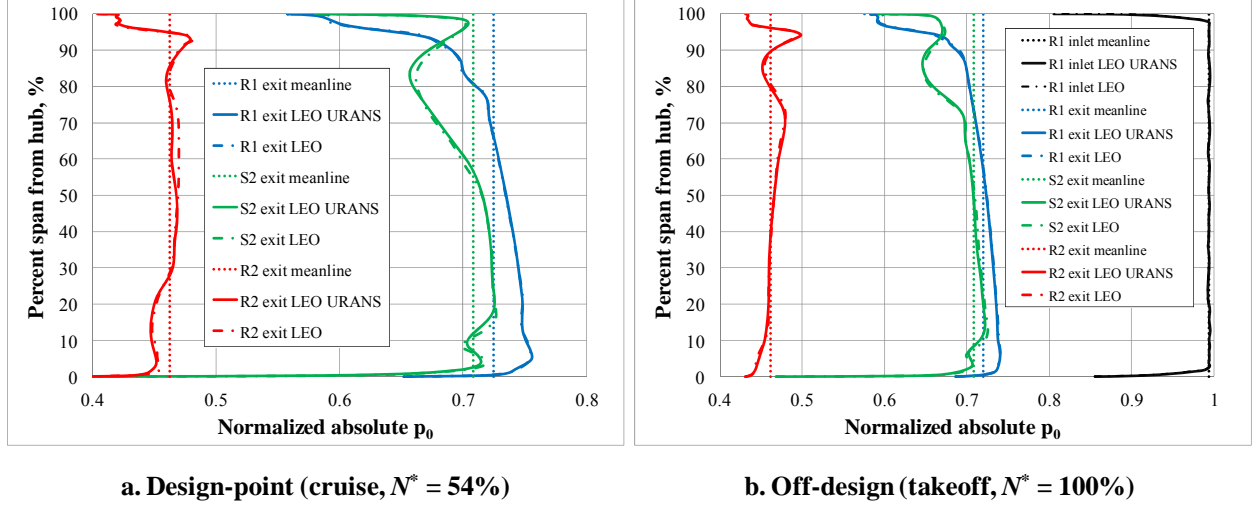 Percent span from hub, %
100
90
80
70
60
50
40
30
20
10
0
R1 exit meanline
R1 exit LEO URANS
R1 exit LEO
S2 exit meanline
S2 exit LEO URANS
S2 exit LEO
R2 exit meanline
R2 exit LEO URANS
R2 exit LEO
0.4 0.5 0.6 0.7 0.8
Normalized absolute p₀
a. Design-point (cruise, N* = 54%)
Percent span from hub, %
100
90
80
70
60
50
40
30
20
10
0
R1 inlet meanline
R1 inlet LEO URANS
R1 inlet LEO
R1 exit meanline
R1 exit LEO URANS
R1 exit LEO
S2 exit meanline
S2 exit LEO URANS
S2 exit LEO
R2 exit meanline
R2 exit LEO URANS
R2 exit LEO
0.4 0.5 0.6 0.7 0.8 0.9 1
Normalized absolute p₀
b. Off-design (takeoff, N* = 100%)